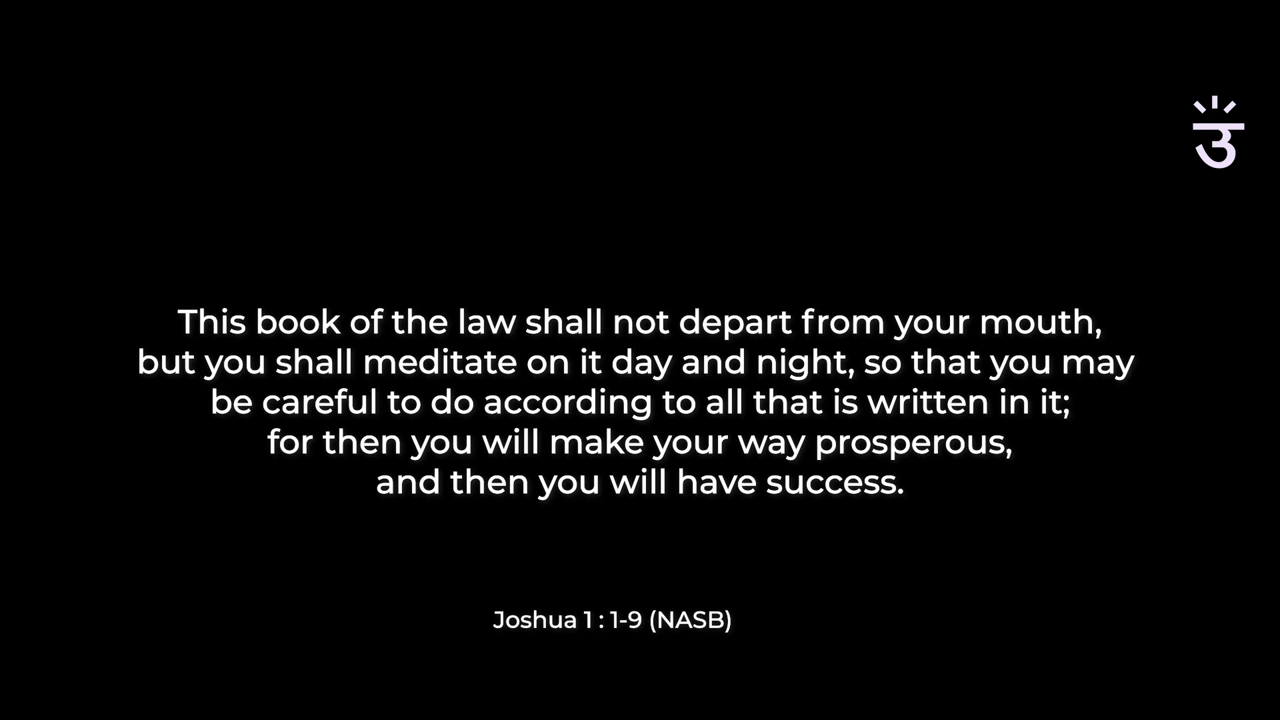 उ
This book of the law shall not depart from your mouth,
but you shall meditate on it day and night, so that you may
be careful to do according to all that is written in it;
for then you will make your way prosperous,
and then you will have success.
Joshua 1 : 1-9 (NASB)